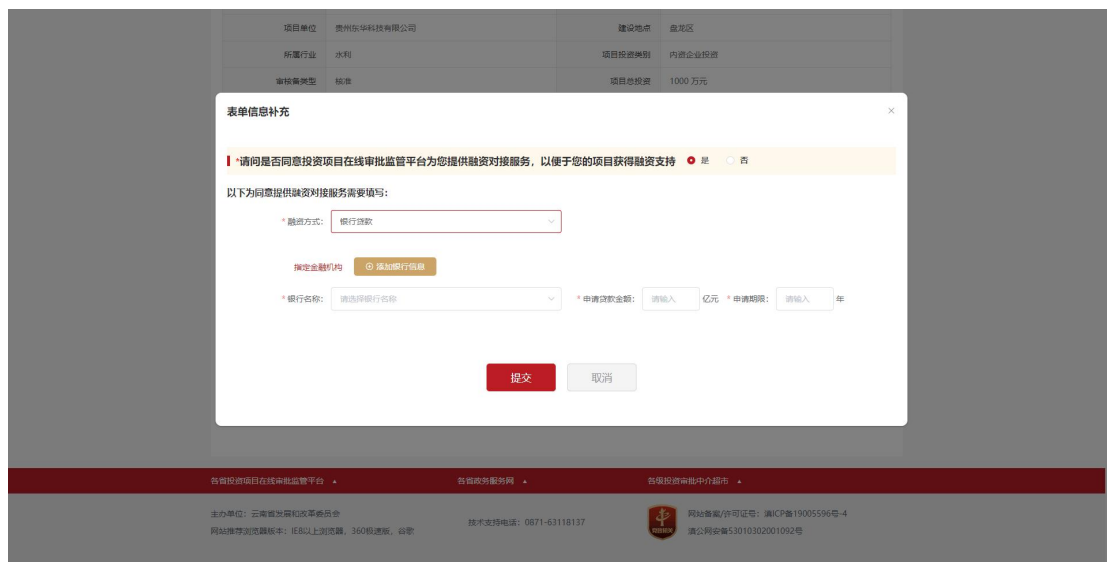 项目单位 贵州东华科技有限公司 建设地点 盘龙区
所属行业 水利 项目投资类别 内资企业投资
审核备类型 核准 项目总投资 1000 万元
表单信息补充 ×
*请问是否同意投资项目在线审批监管平台为您提供融资对接服务，以便于您的项目获得融资支持 是 否
以下为同意提供融资对接服务需要填写：
*融资方式： 银行贷款
指定金融机构 添加银行信息
*银行名称： 请选择银行名称 *申请贷款金额： 请输入 亿元 *申请期限： 请输入 年
提交 取消
各省投资项目在线审批监管平台 各省政务服务网 各级投资审批中介超市
主办单位：云南省发展和改革委员会 网站备案/许可证号：滇ICP备19005596号-4
网站推荐浏览器版本：IE8以上浏览器，360极速版，谷歌 技术支持电话：0871-63118137 滇公网安备53010302001092号